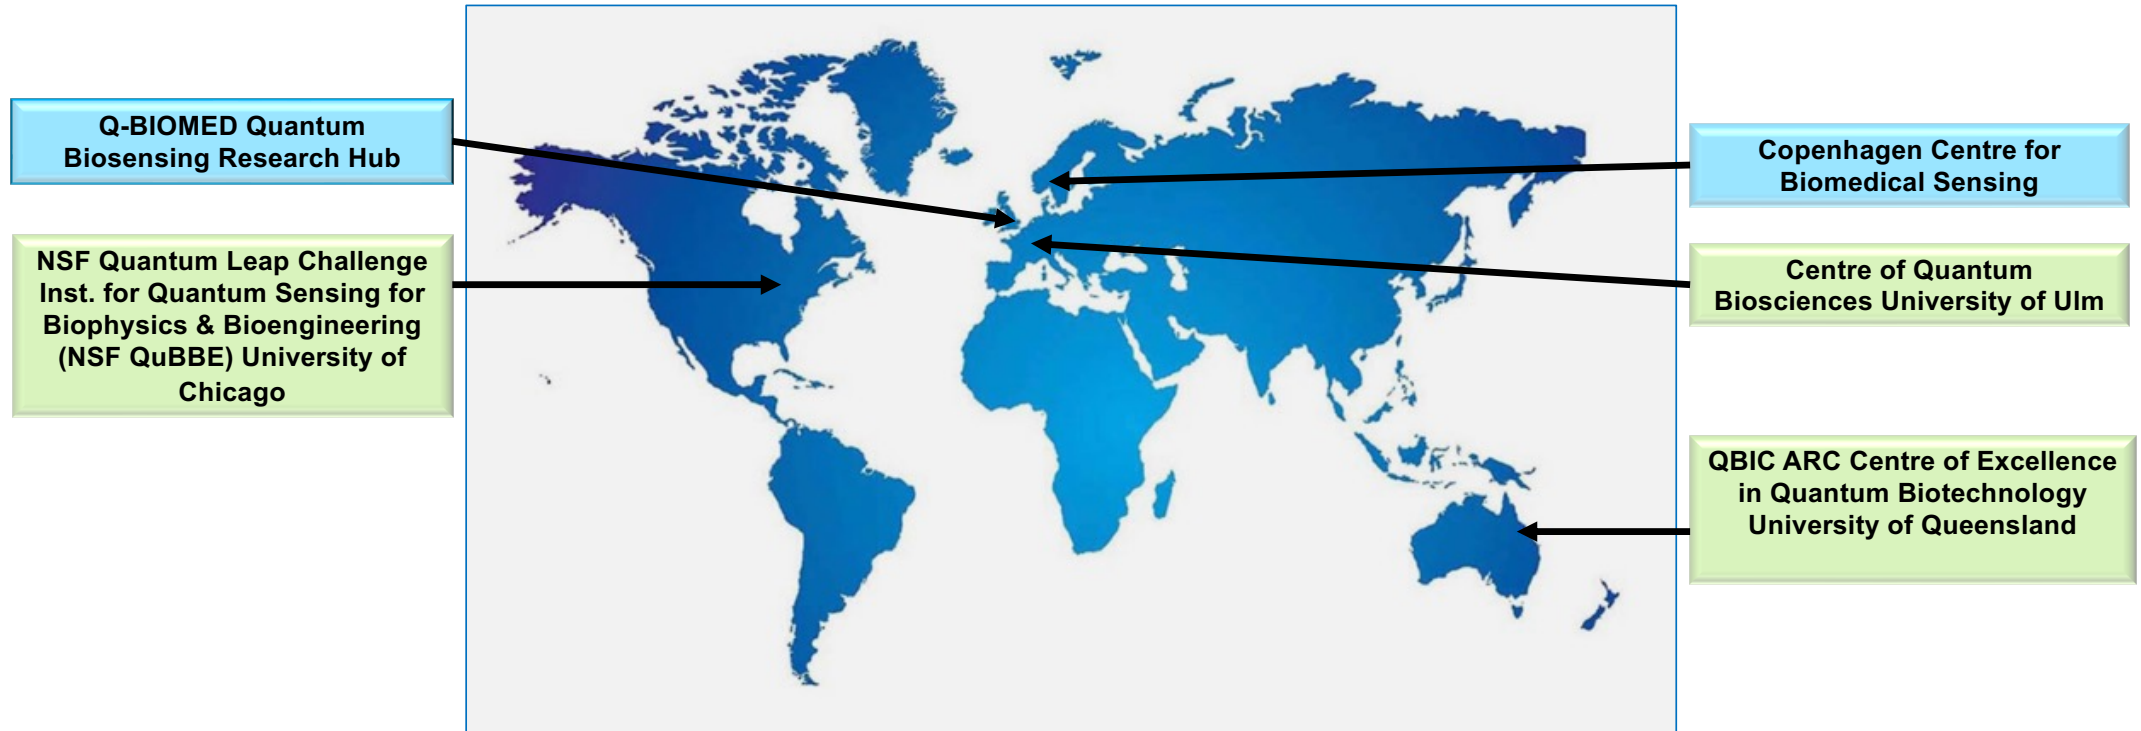 Q-BIOMED Quantum
Biosensing Research Hub
NSF Quantum Leap Challenge
Inst. for Quantum Sensing for
Biophysics & Bioengineering
(NSF QuBBE) University of
Chicago
Copenhagen Centre for
Biomedical Sensing
Centre of Quantum
Biosciences University of Ulm
QBIC ARC Centre of Excellence
in Quantum Biotechnology
University of Queensland